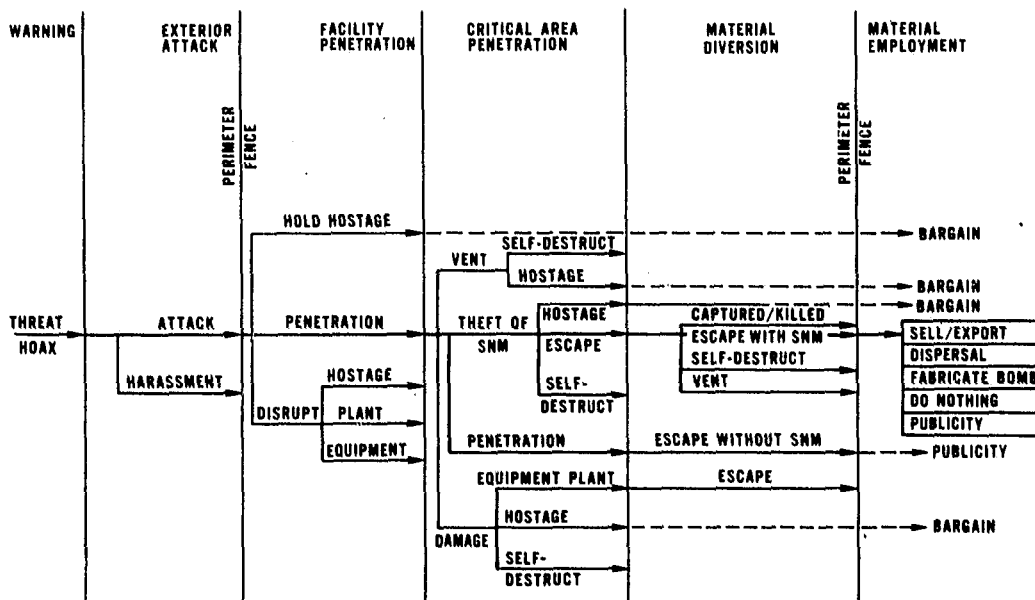 WARNING
EXTERIOR
ATTACK
FACILITY
PENETRATION
CRITICAL AREA
PENETRATION
MATERIAL
DIVERSION
MATERIAL
EMPLOYMENT
PERIMETER
FENCE
PERIMETER
FENCE
HOLD HOSTAGE
BARGAIN
SELF-DESTRUCT
VENT
HOSTAGE
BARGAIN
THREAT
HOAX
ATTACK
HARASSMENT
PENETRATION
DISRUPT
HOSTAGE
PLANT
EQUIPMENT
THEFT OF
SNM
HOSTAGE
BARGAIN
ESCAPE
SELF-
DESTRUCT
CAPTURED/KILLED
ESCAPE WITH SNM
SELF-DESTRUCT
VENT
SELL/EXPORT
DISPERSAL
FABRICATE BOMB
DO NOTHING
PUBLICITY
PENETRATION
ESCAPE WITHOUT SNM
PUBLICITY
EQUIPMENT PLANT
ESCAPE
DAMAGE
HOSTAGE
BARGAIN
SELF-
DESTRUCT